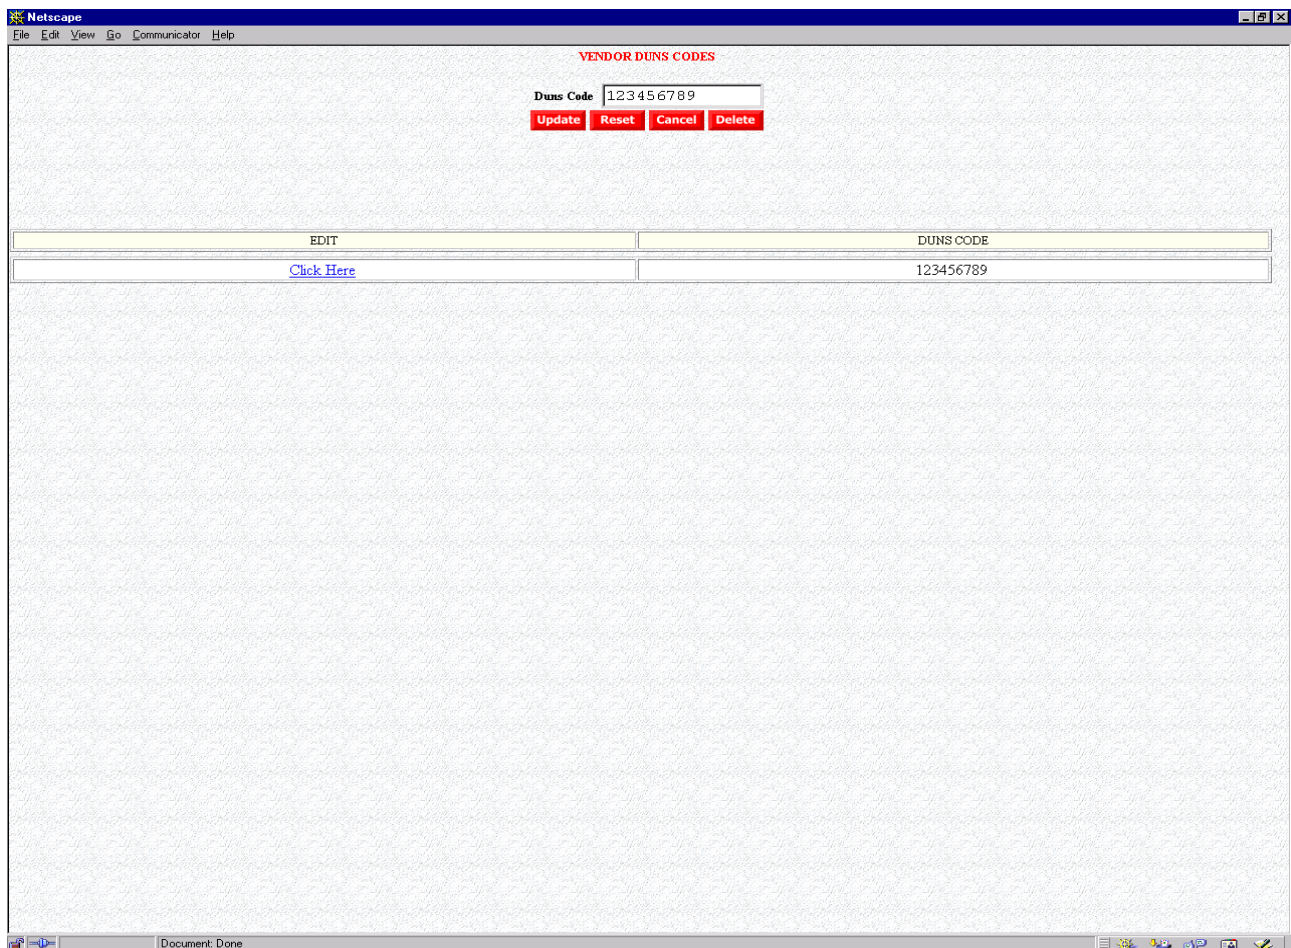 Netscape
File Edit View Go Communicator Help
VENDOR DUNS CODES
Duns Code 123456789
Update Reset Cancel Delete
EDIT DUNS CODE
Click Here 123456789
Document: Done